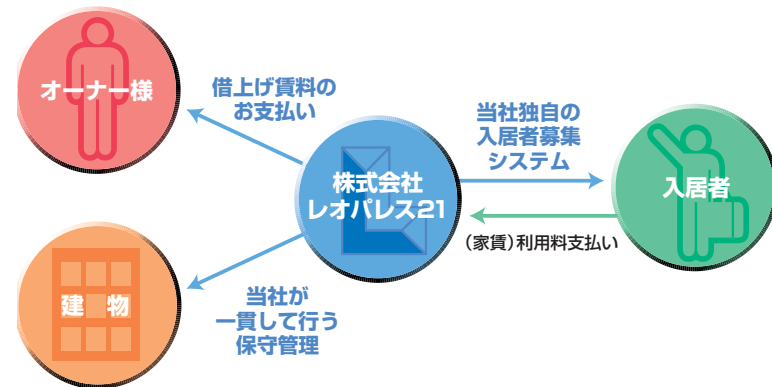 オーナー様
借上げ賃料の
お支払い
当社独自の
入居者募集
システム
株式会社
レオパレス21
入居者
(家賃)利用料支払い
建 物
当社が
一貫して行う
保守管理